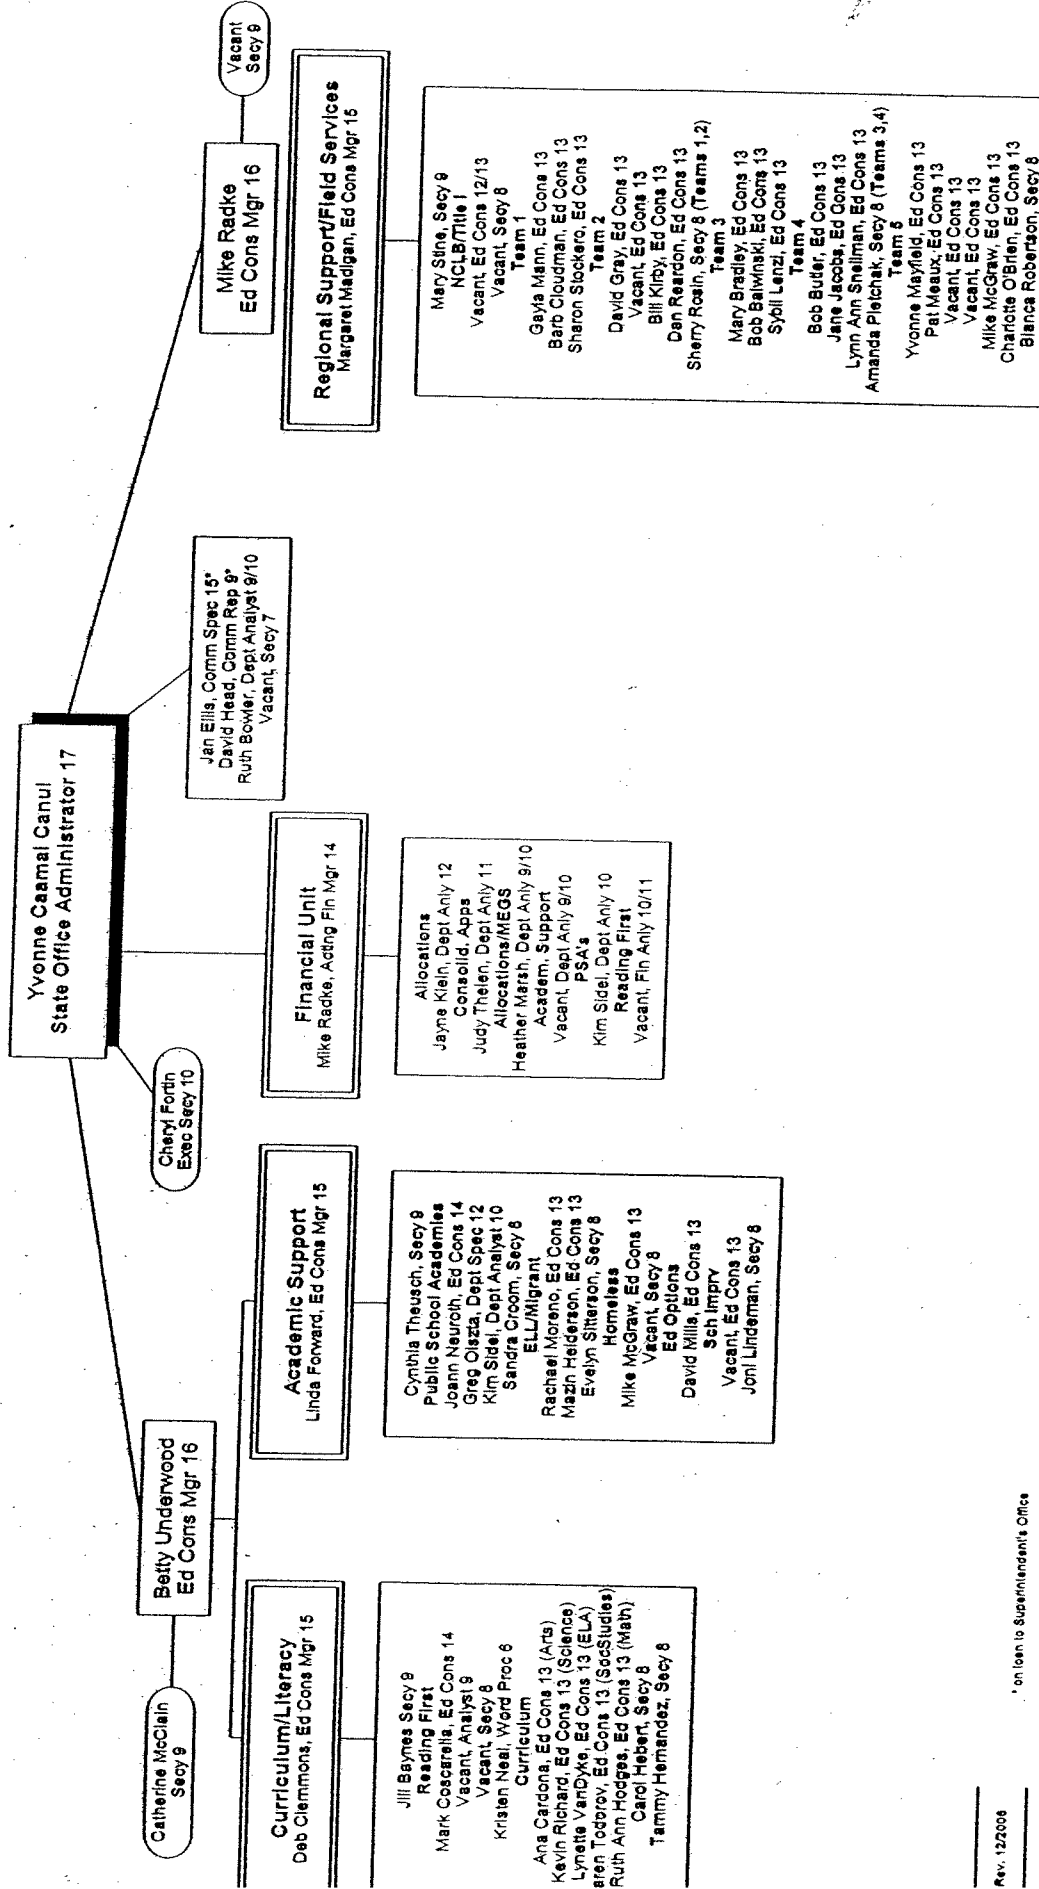 Yvonne Caamal Canul
State Office Administrator 17
Cheryl Fortin
Exec Secy 10
Jan Ellis, Comm Spec 15*
David Head, Comm Rep 9*
Ruth Bowler, Dept Analyst 9/10
Vacant, Secy 7
Catherine McClain
Secy 9
Betty Underwood
Ed Cons Mgr 16
Mike Radke
Ed Cons Mgr 16
Vacant
Secy 9
Curriculum/Literacy
Deb Clemmons, Ed Cons Mgr 15
Jill Baynes Secy 9
Reading First
Mark Coscarella, Ed Cons 14
Vacant, Analyst 9
Vacant, Secy 8
Kristen Neal, Word Proc 6
Curriculum
Ana Cardona, Ed Cons 13 (Arts)
Kevin Richard, Ed Cons 13 (Science)
Lynette VanDyke, Ed Cons 13 (ELA)
aren Todorov, Ed Cons 13 (SocStudies)
Ruth Ann Hodges, Ed Cons 13 (Math)
Carol Hebert, Secy 8
Tammy Hernandez, Secy 8
Academic Support
Linda Forward, Ed Cons Mgr 15
Cynthia Theusch, Secy 9
Public School Academies
Joann Neuroth, Ed Cons 14
Greg Olszta, Dept Spec 12
Kim Sidel, Dept Analyst 10
Sandra Croom, Secy 8
ELL/Migrant
Rachael Moreno, Ed Cons 13
Mazin Heiderson, Ed Cons 13
Evelyn Sitterson, Secy 8
Homeless
Mike McGraw, Ed Cons 13
Vacant, Secy 8
Ed Options
David Mills, Ed Cons 13
Sch Imprv
Vacant, Ed Cons 13
Joni Lindeman, Secy 8
Financial Unit
Mike Radke, Acting Fin Mgr 14
Allocations
Jayne Klein, Dept Anly 12
Consolid. Apps
Judy Thelen, Dept Anly 11
Allocations/MEGS
Heather Marsh, Dept Anly 9/10
Academ. Support
Vacant, Dept Anly 9/10
PSA's
Kim Sidel, Dept Anly 10
Reading First
Vacant, Fin Anly 10/11
Regional Support/Field Services
Margaret Madigan, Ed Cons Mgr 15
Mary Stine, Secy 9
NCLB/Title I
Vacant, Ed Cons 12/13
Vacant, Secy 8
Team 1
Gayla Mann, Ed Cons 13
Barb Cloudman, Ed Cons 13
Sharon Stockero, Ed Cons 13
Team 2
David Gray, Ed Cons 13
Vacant, Ed Cons 13
Bill Kirby, Ed Cons 13
Dan Reardon, Ed Cons 13
Sherry Rosin, Secy 8 (Teams 1,2)
Team 3
Mary Bradley, Ed Cons 13
Bob Balwinski, Ed Cons 13
Sybil Lenzi, Ed Cons 13
Team 4
Bob Butler, Ed Cons 13
Jane Jacobs, Ed Cons 13
Lynn Ann Snellman, Ed Cons 13
Amanda Pletchak, Secy 8 (Teams 3,4)
Team 5
Yvonne Mayfield, Ed Cons 13
Pat Meaux, Ed Cons 13
Vacant, Ed Cons 13
Vacant, Ed Cons 13
Mike McGraw, Ed Cons 13
Charlotte O'Brien, Ed Cons 13
Bianca Robertson, Secy 8
Rev. 12/2006
* on loan to Superintendent's Office